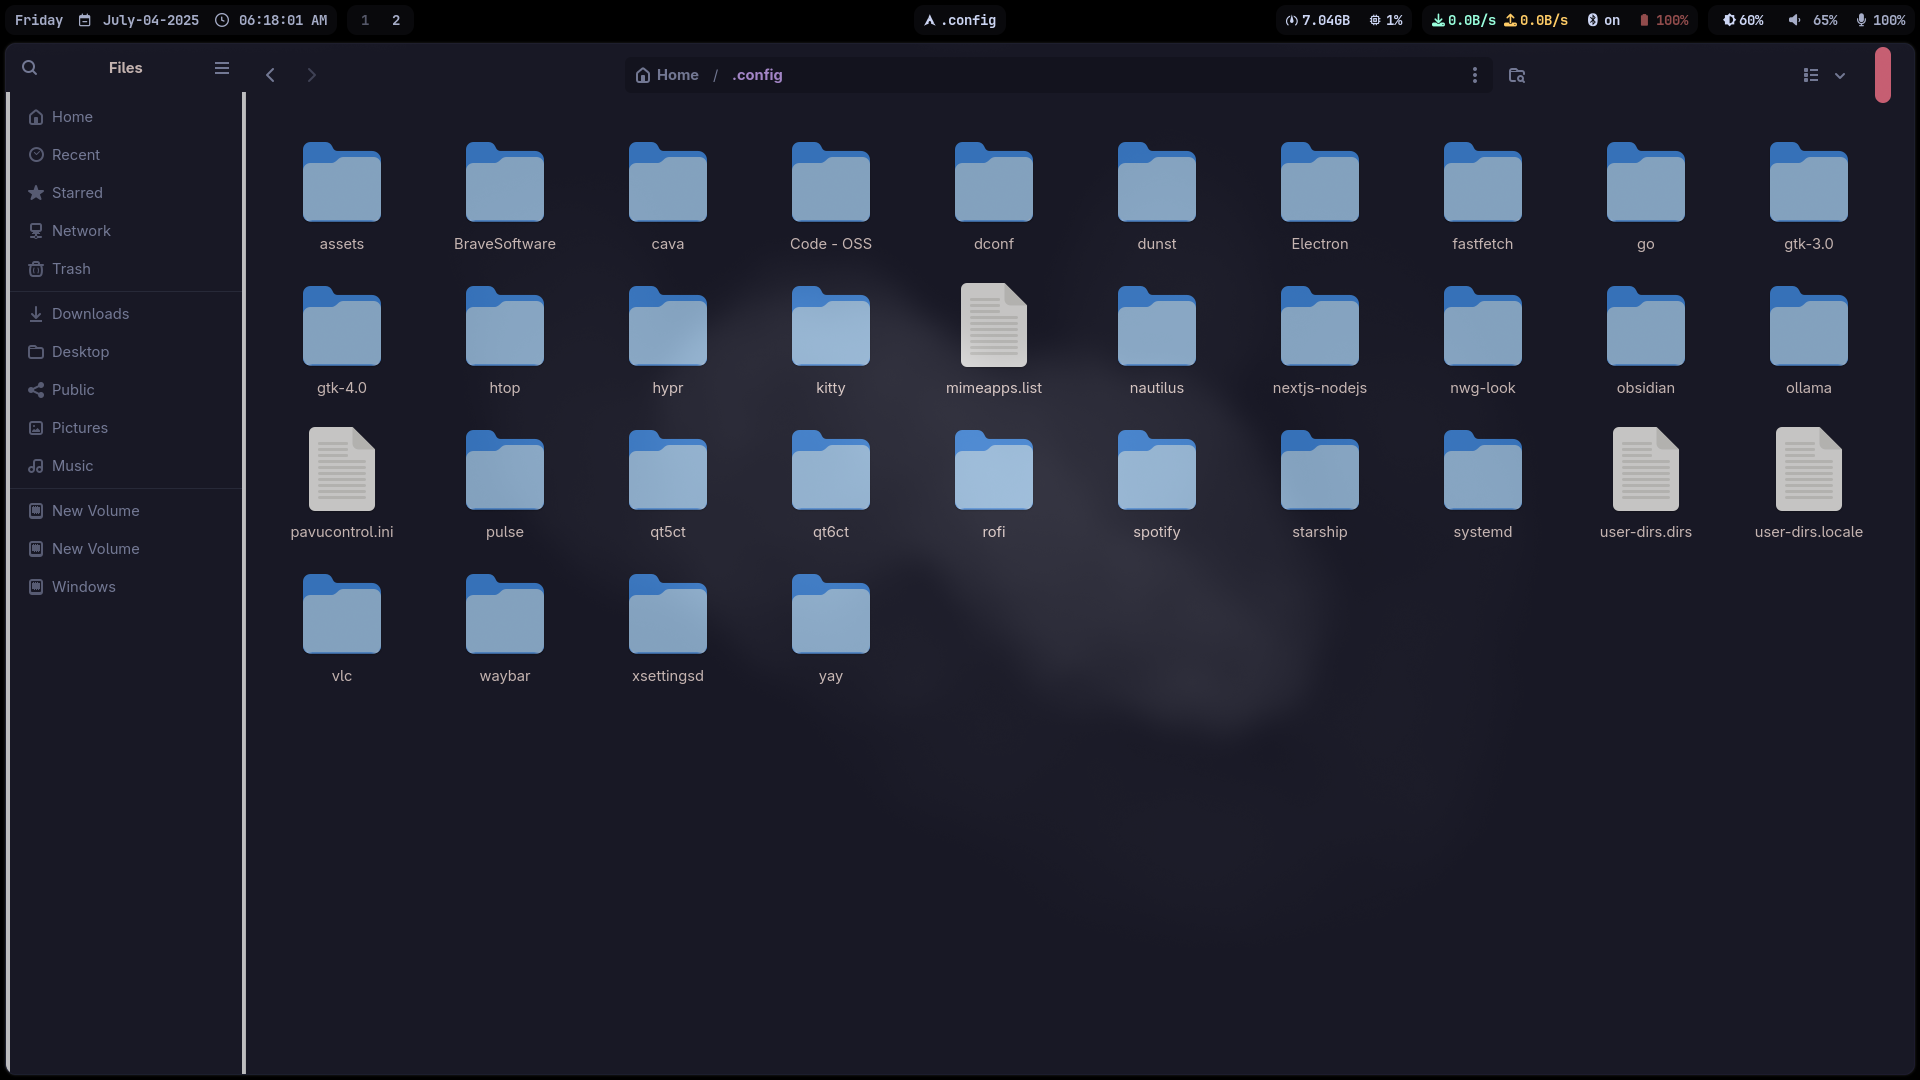 Friday July-04-2025 06:18:01 AM 1 2 .config 7.04GB 1% 0.0B/s 0.0B/s on 100% 60% 65% 100%
Files
Home / .config
Home
Recent
Starred
Network
Trash
Downloads
Desktop
Public
Pictures
Music
New Volume
New Volume
Windows
assets BraveSoftware cava Code - OSS dconf dunst Electron fastfetch go gtk-3.0
gtk-4.0 htop hypr kitty mimeapps.list nautilus nextjs-nodejs nwg-look obsidian ollama
pavucontrol.ini pulse qt5ct qt6ct rofi spotify starship systemd user-dirs.dirs user-dirs.locale
vlc waybar xsettingsd yay